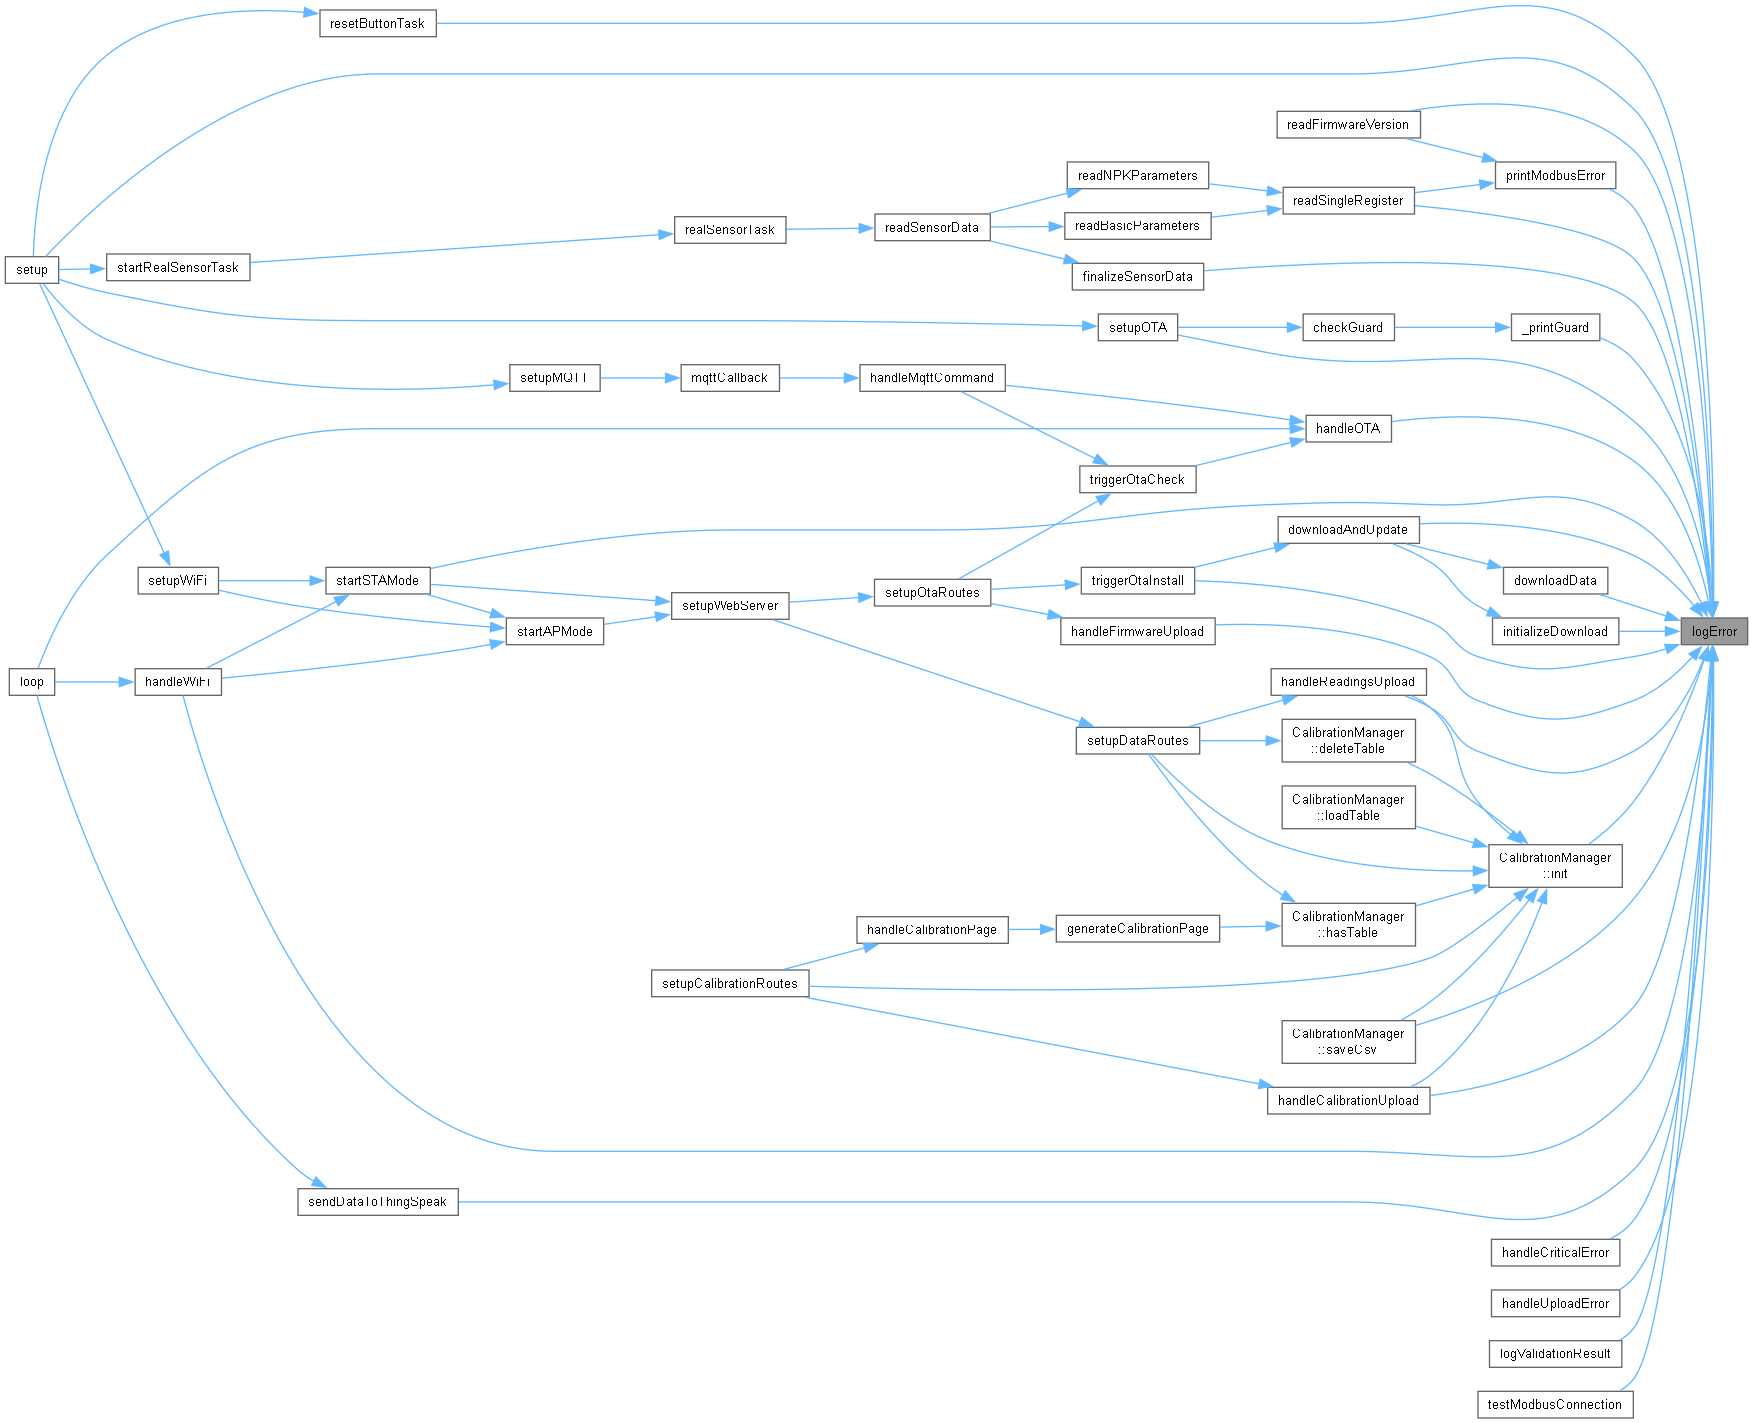 resetButtonTask
readFirmwareVersion
printModbusError
readNPKParameters
readSingleRegister
readBasicParameters
realSensorTask
readSensorData
setup
startRealSensorTask
finalizeSensorData
setupOTA
checkGuard
_printGuard
setupMQTT
mqttCallback
handleMqttCommand
handleOTA
triggerOtaCheck
downloadAndUpdate
setupWiFi
startSTAMode
setupOtaRoutes
triggerOtaInstall
downloadData
setupWebServer
startAPMode
handleFirmwareUpload
initializeDownload
logError
loop
handleWiFi
handleReadingsUpload
setupDataRoutes
CalibrationManager
::deleteTable
CalibrationManager
::loadTable
CalibrationManager
::init
handleCalibrationPage
generateCalibrationPage
CalibrationManager
::hasTable
setupCalibrationRoutes
CalibrationManager
::saveCsv
handleCalibrationUpload
sendDataToThingSpeak
handleCriticalError
handleUploadError
logValidationResult
testModbusConnection